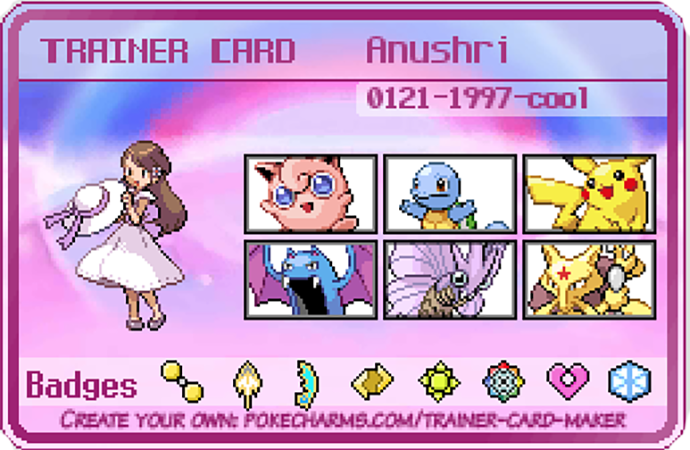 TRAINER CARD Anushri
0121-1997-cool
Badges
CREATE YOUR OWN: POKECHARMS.COM/TRAINER-CARD-MAKER